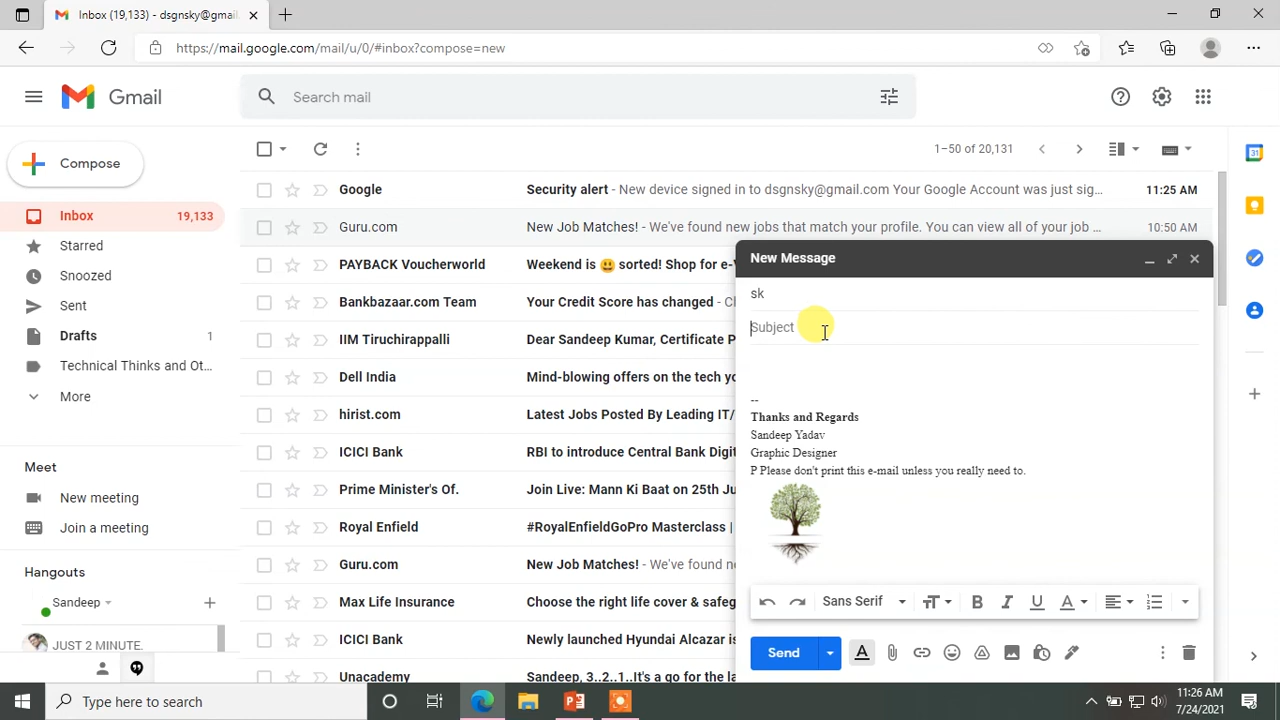 Inbox (19,133) - dsgnsky@gmail.
https://mail.google.com/mail/u/0/#inbox?compose=new
Gmail
Search mail
Compose
1–50 of 20,131
Inbox 19,133
Starred
Snoozed
Sent
Drafts 1
Technical Thinks and Ot...
More
Meet
New meeting
Join a meeting
Hangouts
Sandeep
JUST 2 MINUTE.
Google Security alert - New device signed in to dsgnsky@gmail.com Your Google Account was just sig... 11:25 AM
Guru.com New Job Matches! - We've found new jobs that match your profile. You can view all of your job ... 10:50 AM
PAYBACK Voucherworld Weekend is 😃 sorted! Shop for e-
Bankbazaar.com Team Your Credit Score has changed -
IIM Tiruchirappalli Dear Sandeep Kumar, Certificate P
Dell India Mind-blowing offers on the tech yo
hirist.com Latest Jobs Posted By Leading IT/
ICICI Bank RBI to introduce Central Bank Digit
Prime Minister's Of. Join Live: Mann Ki Baat on 25th Ju
Royal Enfield #RoyalEnfieldGoPro Masterclass |
Guru.com New Job Matches! - We've found ne
Max Life Insurance Choose the right life cover & safeg
ICICI Bank Newly launched Hyundai Alcazar is
Unacademy Sandeep, 3..2..1..It's a go for the la
New Message
sk
Subject
--
Thanks and Regards
Sandeep Yadav
Graphic Designer
P Please don't print this e-mail unless you really need to.
Sans Serif
B I U A
Send
31
Type here to search
11:26 AM
7/24/2021